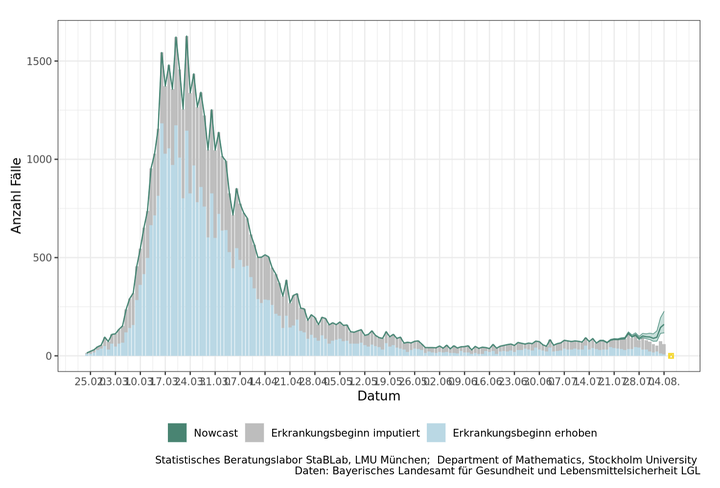 1500
1000
500
0
Anzahl Fälle
25.02.03.03.10.03.17.03.24.03.31.03.07.04.14.04.21.04.28.04.05.05.12.05.19.05.26.05.02.06.09.06.16.06.23.06.30.06.07.07.14.07.21.07.28.07.04.08.
Datum
Nowcast Erkrankungsbeginn imputiert Erkrankungsbeginn erhoben
Statistisches Beratungslabor StaBLab, LMU München; Department of Mathematics, Stockholm University
Daten: Bayerisches Landesamt für Gesundheit und Lebensmittelsicherheit LGL